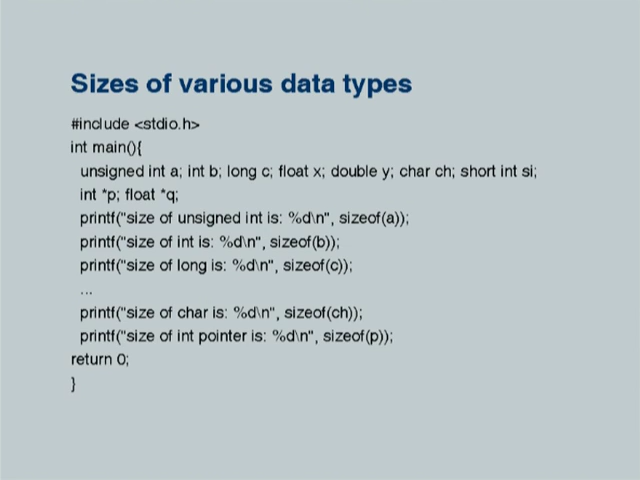 Sizes of various data types
#include <stdio.h>
int main(){
unsigned int a; int b; long c; float x; double y; char ch; short int si;
int *p; float *q;
printf("size of unsigned int is: %d\n", sizeof(a));
printf("size of int is: %d\n", sizeof(b));
printf("size of long is: %d\n", sizeof(c));
...
printf("size of char is: %d\n", sizeof(ch));
printf("size of int pointer is: %d\n", sizeof(p));
return 0;
}